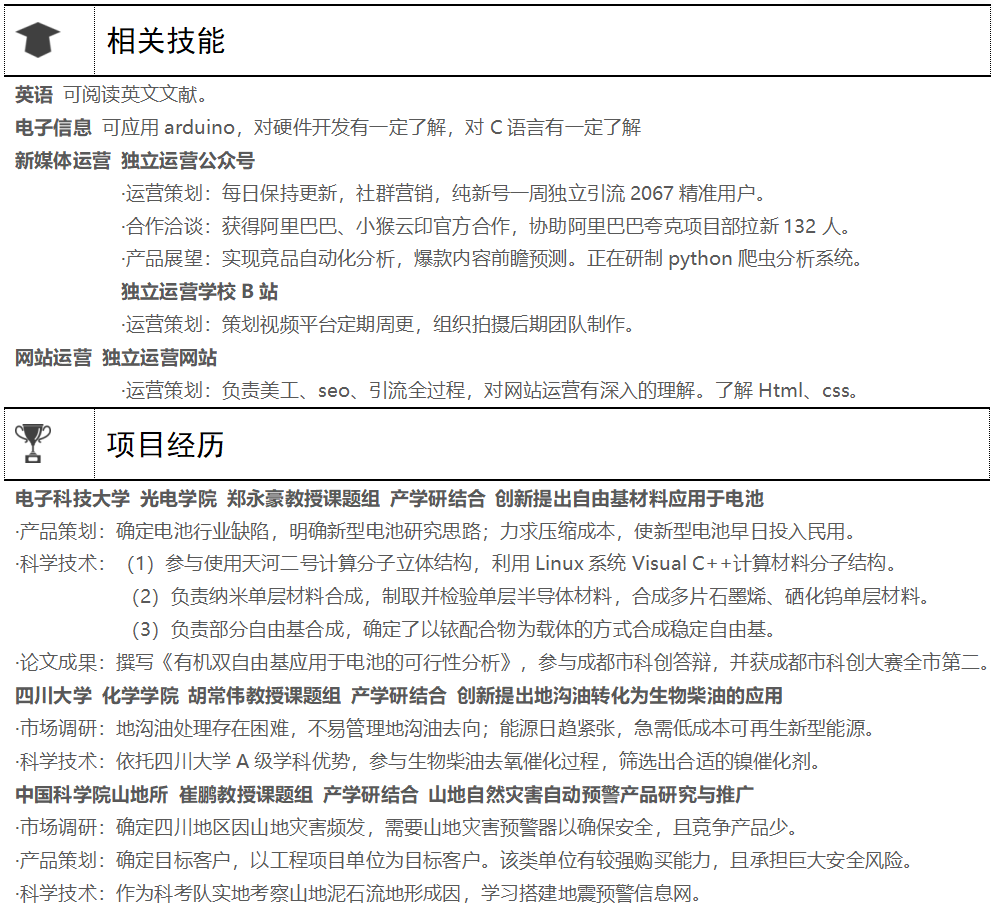 相关技能
英语 可阅读英文文献。
电子信息 可应用 arduino，对硬件开发有一定了解，对 C 语言有一定了解
新媒体运营 独立运营公众号
·运营策划：每日保持更新，社群营销，纯新号一周独立引流 2067 精准用户。
·合作洽谈：获得阿里巴巴、小猴云印官方合作，协助阿里巴巴夸克项目部拉新 132 人。
·产品展望：实现竞品自动化分析，爆款内容前瞻预测。正在研制 python 爬虫分析系统。
独立运营学校 B 站
·运营策划：策划视频平台定期周更，组织拍摄后期团队制作。
网站运营 独立运营网站
·运营策划：负责美工、seo、引流全过程，对网站运营有深入的理解。了解 Html、css。
项目经历
电子科技大学 光电学院 郑永豪教授课题组 产学研结合 创新提出自由基材料应用于电池
·产品策划：确定电池行业缺陷，明确新型电池研究思路；力求压缩成本，使新型电池早日投入民用。
·科学技术：（1）参与使用天河二号计算分子立体结构，利用 Linux 系统 Visual C++计算材料分子结构。
（2）负责纳米单层材料合成，制取并检验单层半导体材料，合成多片石墨烯、硒化钨单层材料。
（3）负责部分自由基合成，确定了以铱配合物为载体的方式合成稳定自由基。
·论文成果：撰写《有机双自由基应用于电池的可行性分析》，参与成都市科创答辩，并获成都市科创大赛全市第二。
四川大学 化学学院 胡常伟教授课题组 产学研结合 创新提出地沟油转化为生物柴油的应用
·市场调研：地沟油处理存在困难，不易管理地沟油去向；能源日趋紧张，急需低成本可再生新型能源。
·科学技术：依托四川大学 A 级学科优势，参与生物柴油去氧催化过程，筛选出合适的镍催化剂。
中国科学院山地所 崔鹏教授课题组 产学研结合 山地自然灾害自动预警产品研究与推广
·市场调研：确定四川地区因山地灾害频发，需要山地灾害预警器以确保安全，且竞争产品少。
·产品策划：确定目标客户，以工程项目单位为目标客户。该类单位有较强购买能力，且承担巨大安全风险。
·科学技术：作为科考队实地考察山地泥石流地形成因，学习搭建地震预警信息网。